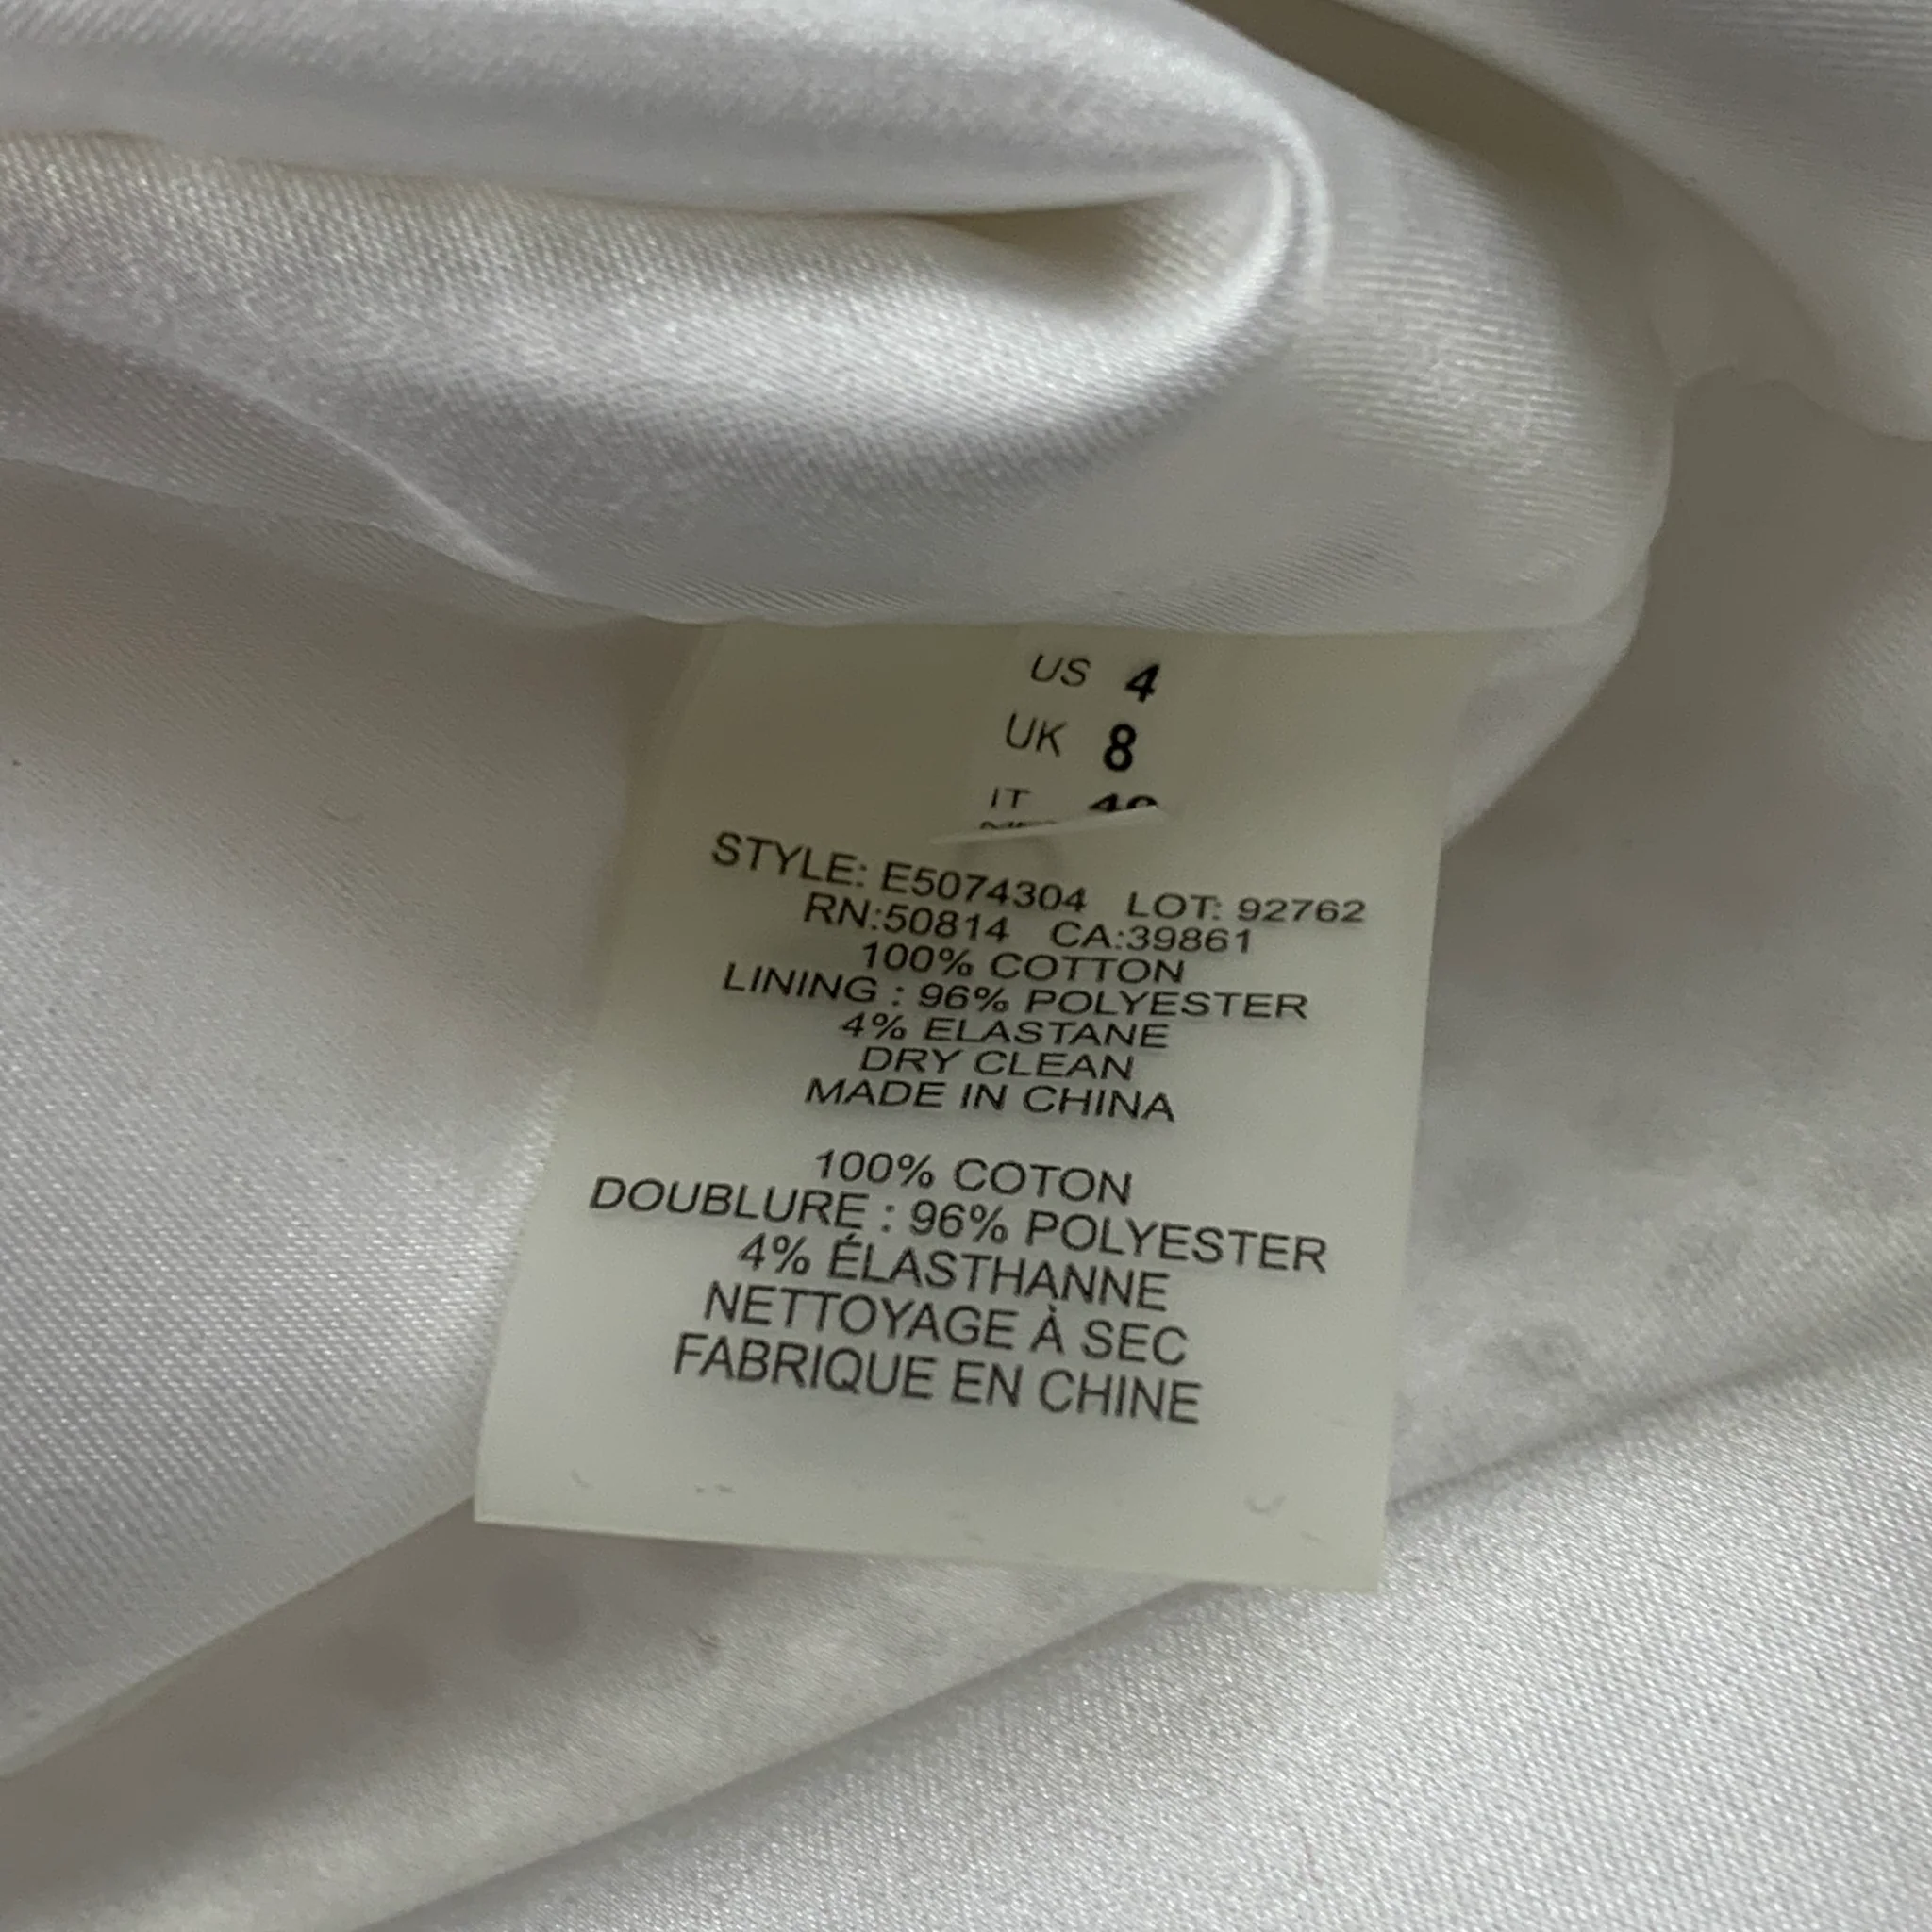 US 4
UK 8
IT
STYLE: E5074304 LOT: 92762
RN:50814 CA:39861
100% COTTON
LINING : 96% POLYESTER
4% ELASTANE
DRY CLEAN
MADE IN CHINA
100% COTON
DOUBLURE : 96% POLYESTER
4% ÉLASTHANNE
NETTOYAGE À SEC
FABRIQUE EN CHINE